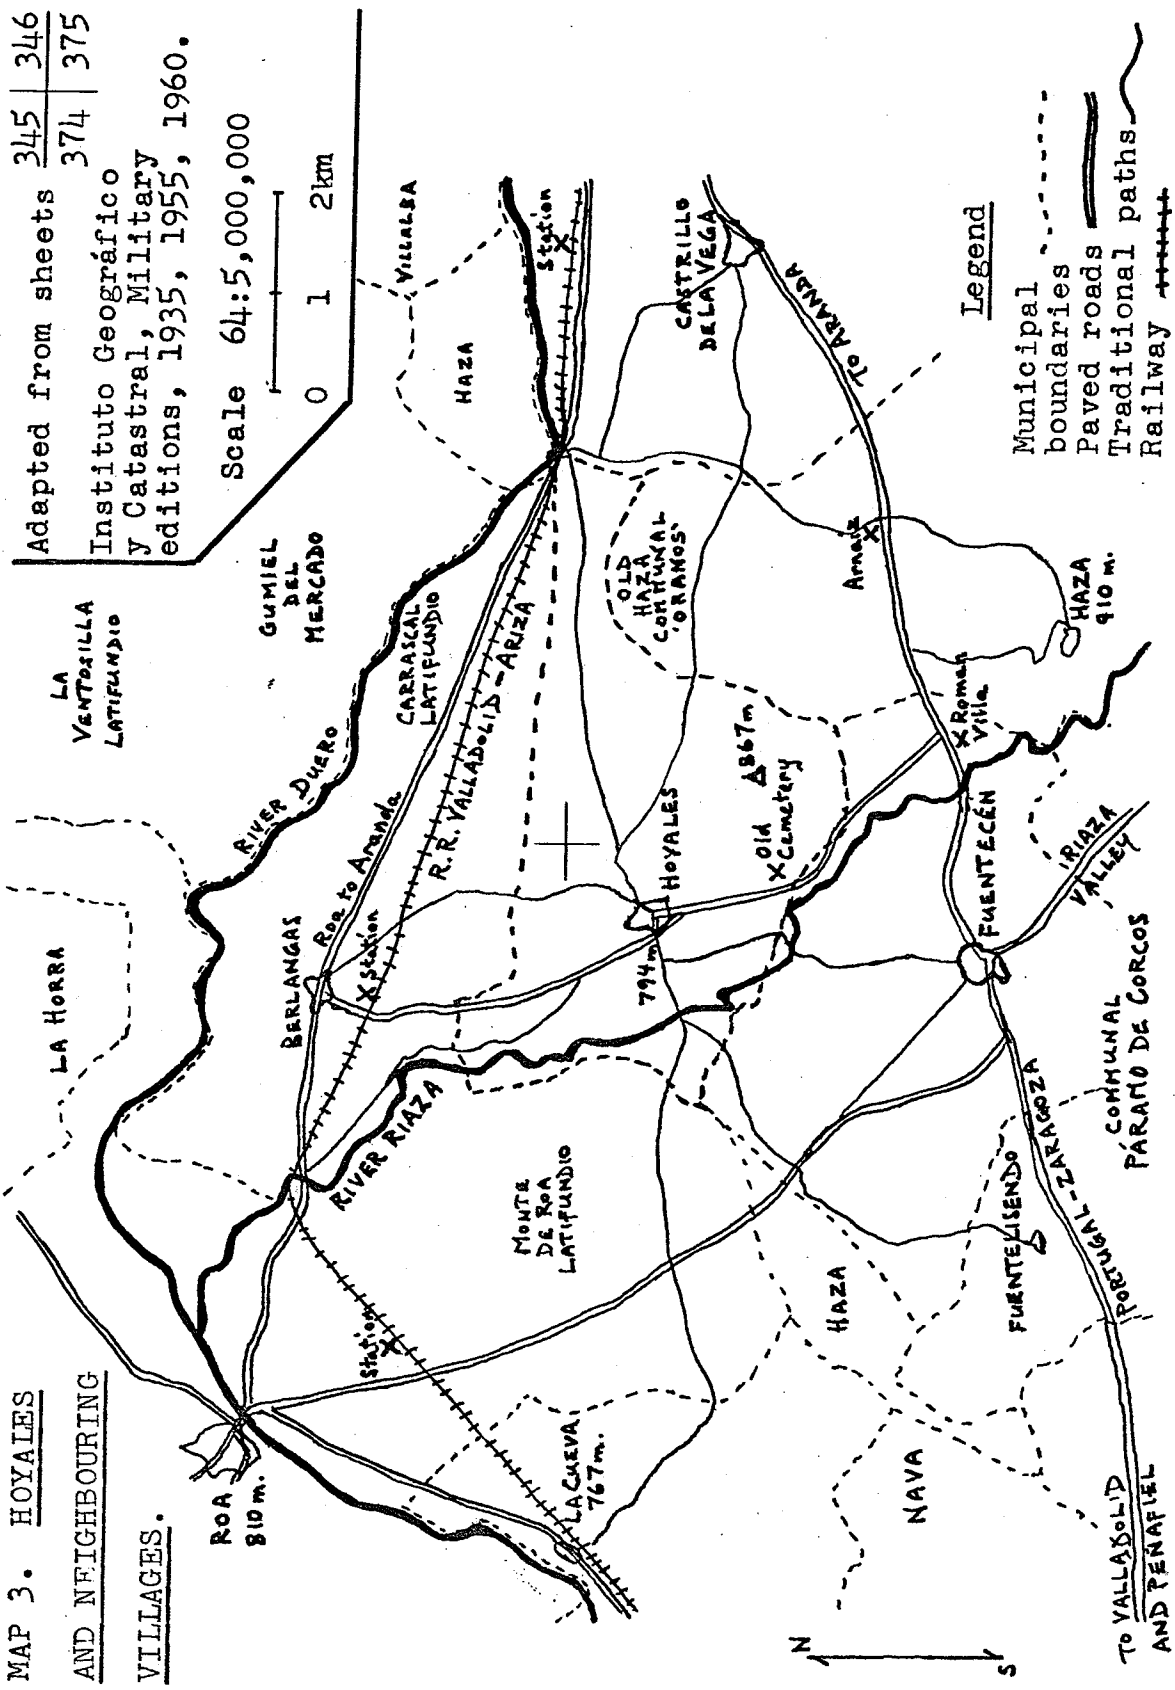 MAP 3. HOYALES
AND NEIGHBOURING
VILLAGES.
Adapted from sheets 345 | 346
374 | 375
Instituto Geográfico
y Catastral, Military
editions, 1935, 1955, 1960.
Scale 64:5,000,000
0 1 2km
LA
VENTOSILLA
LATIFUNDIO
LA HORRA
GUMIEL
DEL
MERCADO
VILLALBA
HAZA
RIVER DUERO
CARRASCAL
LATIFUNDIO
ROA
810 m.
BERLANGAS
Roa to Aranda
Station
R.R. VALLADOLID-ARIZA
Station
Station
RIVER RIAZA
OLD
HAZA
COMMUNAL
'ORANOS'
CASTRILLO
DE LA VEGA
MONTE
DE ROA
LATIFUNDIO
LA CUEVA
767 m.
794m
HOYALES
867m
Old
Cemetery
TO ARANDA
Arnaiz
Roman
Villa
HAZA
910 m.
HAZA
NAVA
FUENTELISENDO
FUENTECÉN
RIAZA
VALLEY
PORTUGAL-ZARAGOZA
COMMUNAL
PÁRAMO DE CORCOS
TO VALLADOLID
AND PEÑAFIEL
N
S
Legend
Municipal
boundaries
Paved roads
Traditional paths
Railway